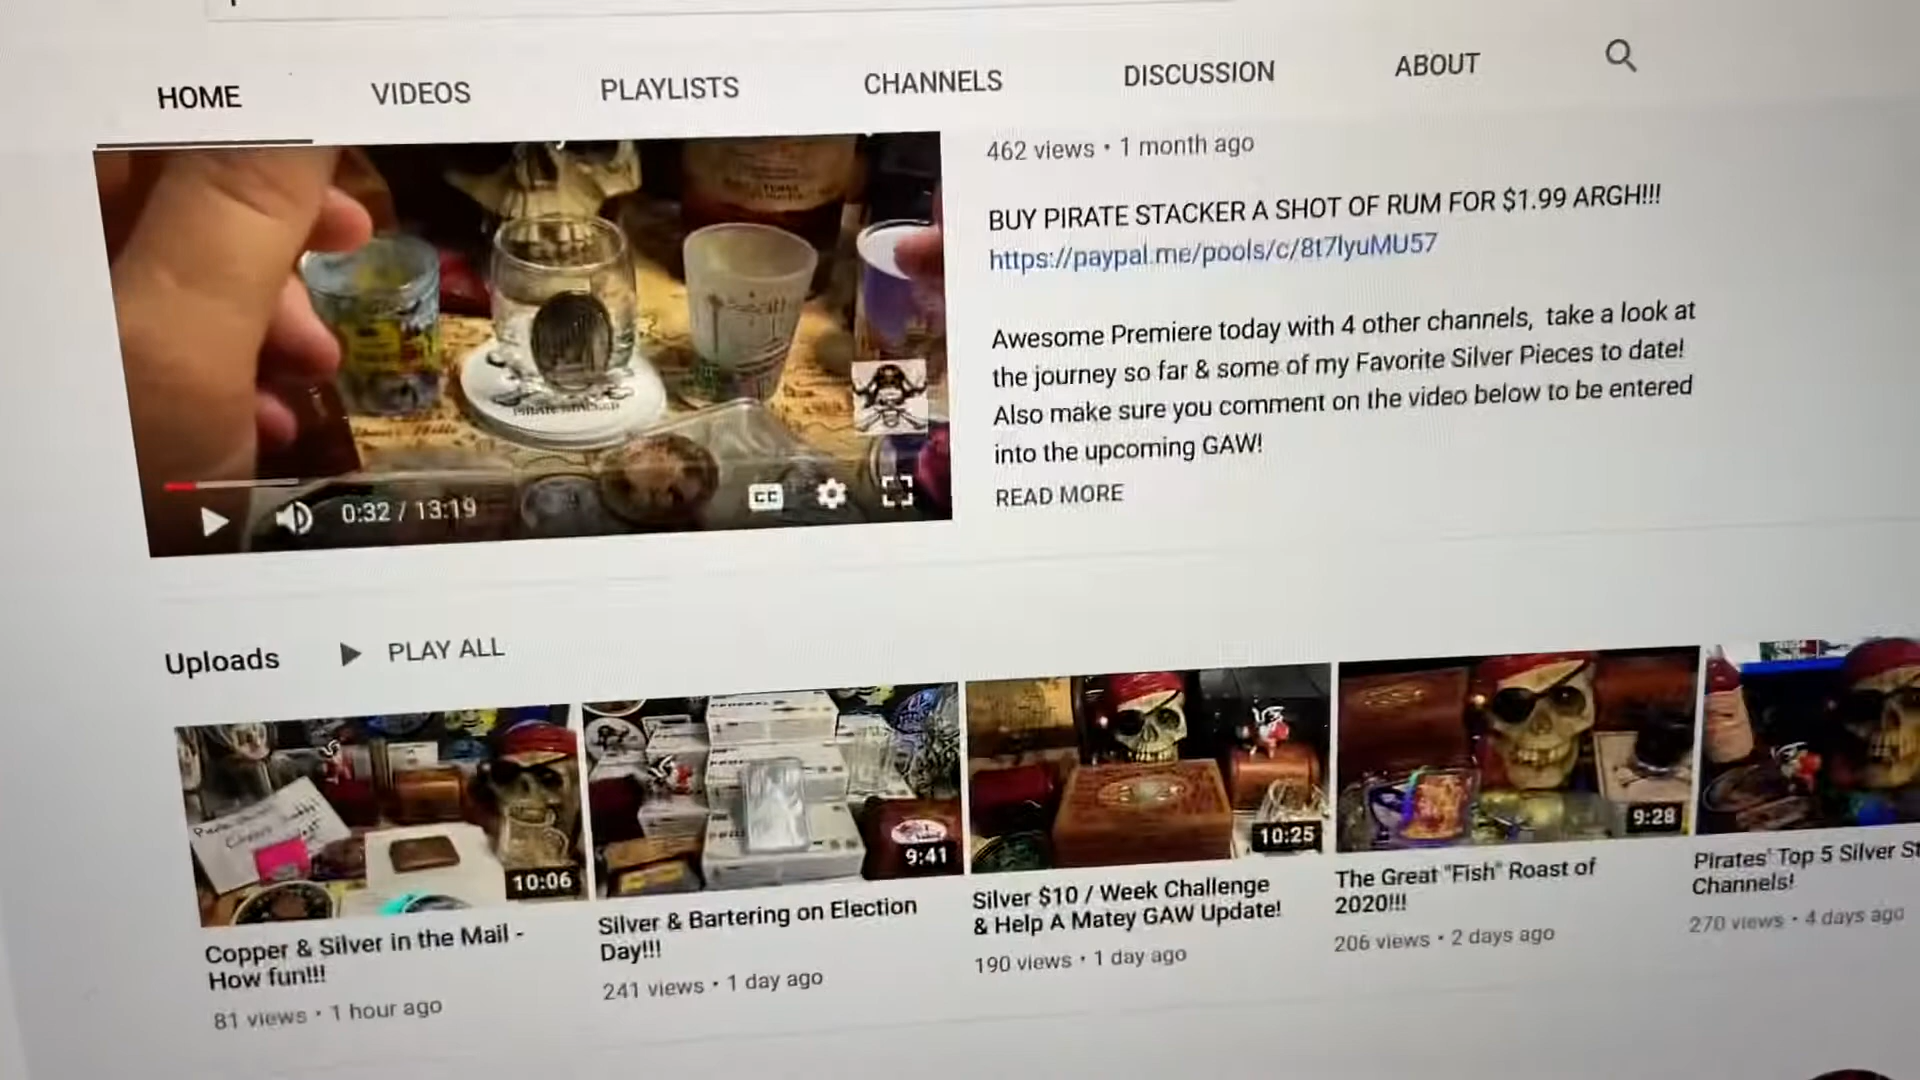 HOME VIDEOS PLAYLISTS CHANNELS DISCUSSION ABOUT
462 views • 1 month ago
BUY PIRATE STACKER A SHOT OF RUM FOR $1.99 ARGH!!!
https://paypal.me/pools/c/8t7lyuMU57
Awesome Premiere today with 4 other channels, take a look at
the journey so far & some of my Favorite Silver Pieces to date!
Also make sure you comment on the video below to be entered
into the upcoming GAW!
READ MORE
PIRATE STACKER
CC
0:32 / 13:19
Uploads PLAY ALL
10:06
9:41
10:25
9:28
Copper & Silver in the Mail -
How fun!!!
81 views • 1 hour ago
Silver & Bartering on Election
Day!!!
241 views • 1 day ago
Silver $10 / Week Challenge
& Help A Matey GAW Update!
190 views • 1 day ago
The Great "Fish" Roast of
2020!!!
206 views • 2 days ago
Pirates' Top 5 Silver St
Channels!
270 views • 4 days ago